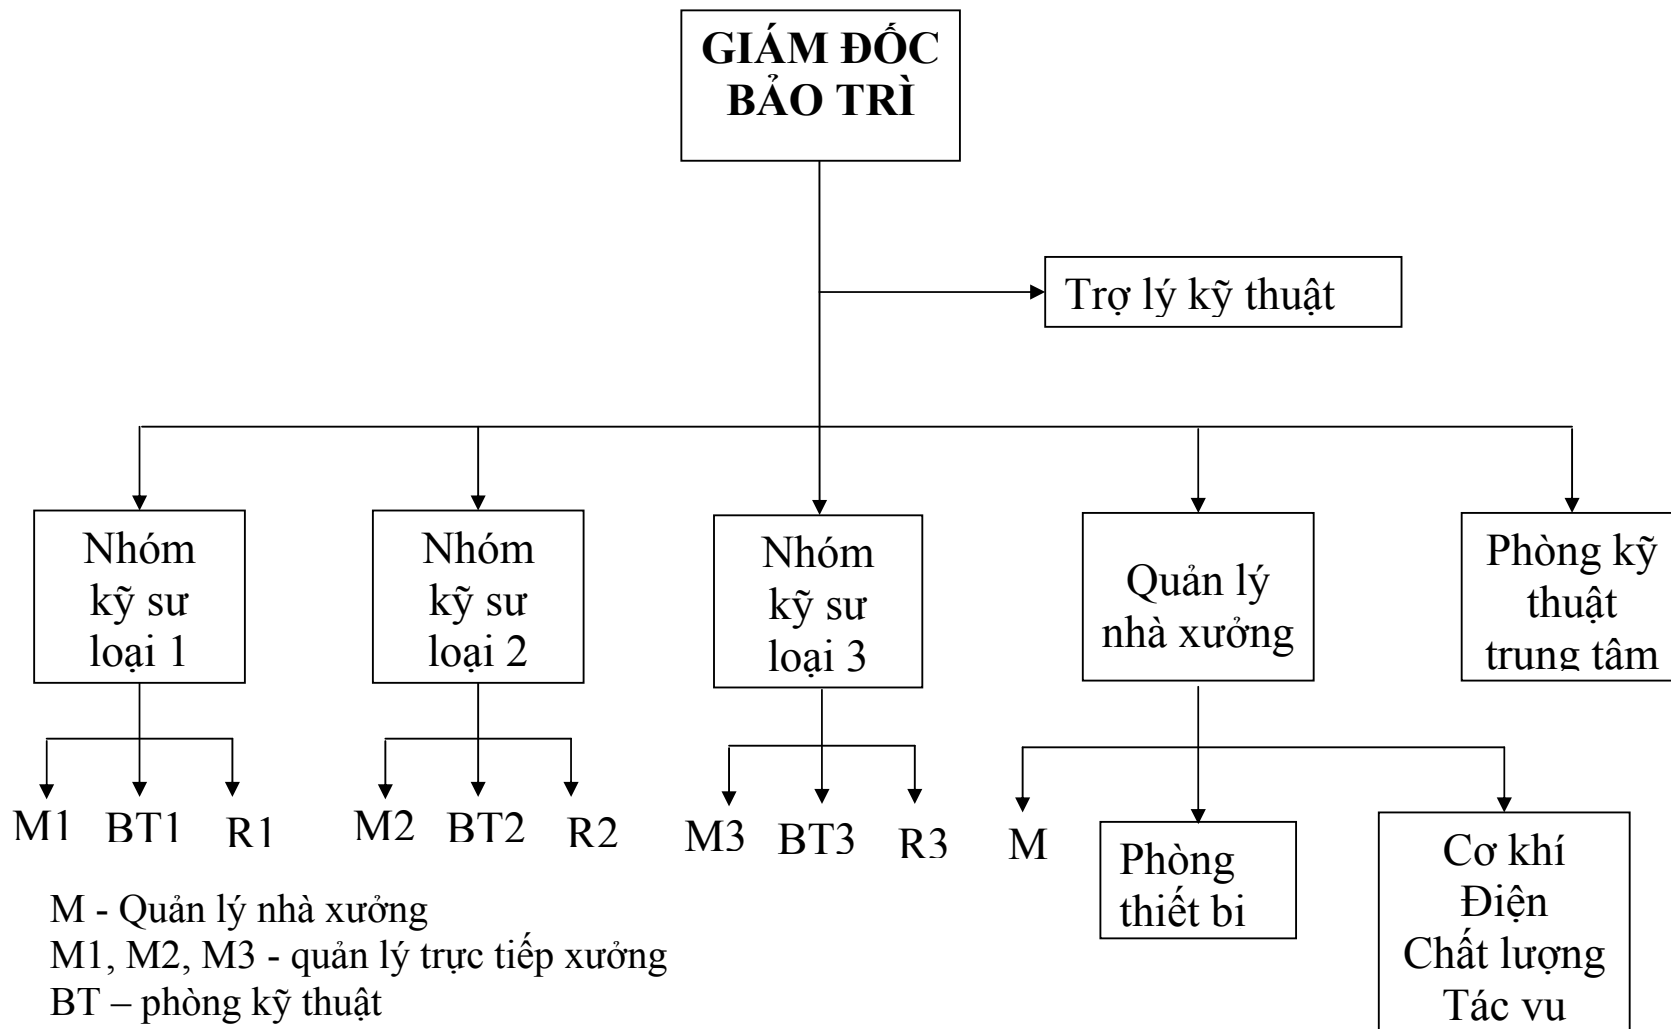 GIÁM ĐỐC
BẢO TRÌ
Trợ lý kỹ thuật
Nhóm
kỹ sư
loại 1
Nhóm
kỹ sư
loại 2
Nhóm
kỹ sư
loại 3
Quản lý
nhà xưởng
Phòng kỹ
thuật
trung tâm
M1 BT1 R1
M2 BT2 R2
M3 BT3 R3
M
Phòng
thiết bi
Cơ khí
Điện
Chất lượng
Tác vu
M - Quản lý nhà xưởng
M1, M2, M3 - quản lý trực tiếp xưởng
BT – phòng kỹ thuật